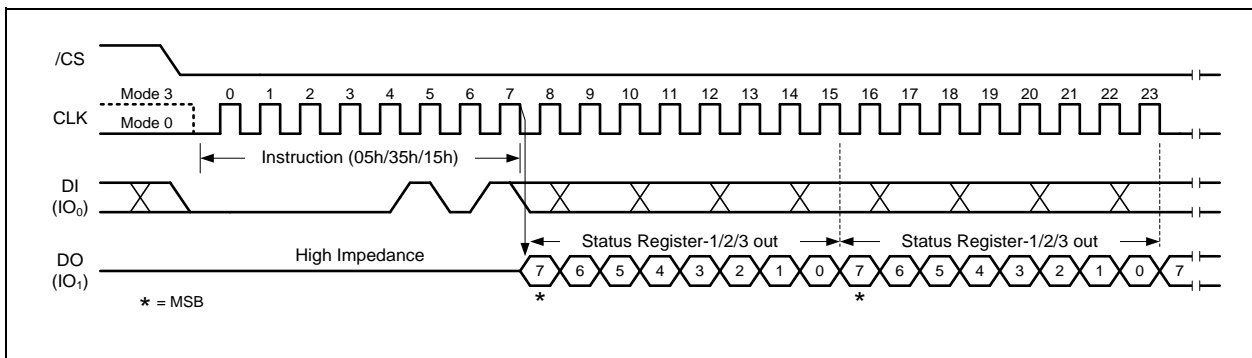 /CS
Mode 3
0 1 2 3 4 5 6 7 8 9 10 11 12 13 14 15 16 17 18 19 20 21 22 23
CLK
Mode 0
Instruction (05h/35h/15h)
DI
(IO0)
Status Register-1/2/3 out Status Register-1/2/3 out
High Impedance
DO
(IO1)
7 6 5 4 3 2 1 0 7 6 5 4 3 2 1 0 7
* *
* = MSB